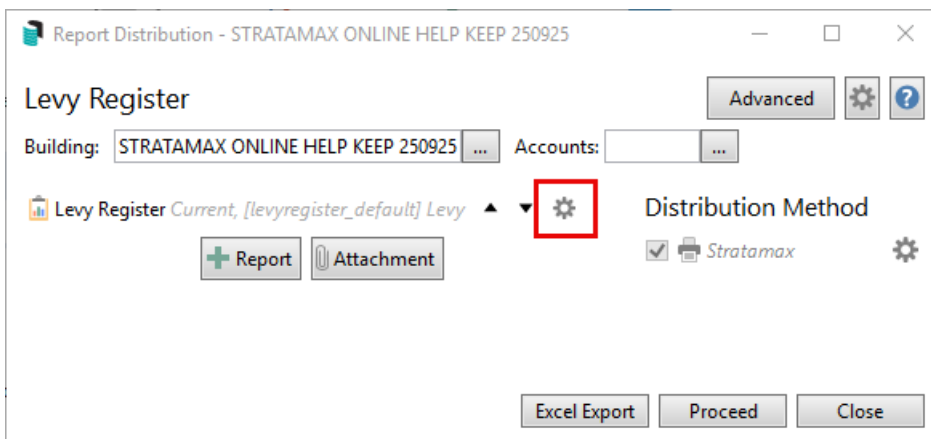 Report Distribution - STRATAMAX ONLINE HELP KEEP 250925
Levy Register
Advanced
?
Building: STRATAMAX ONLINE HELP KEEP 250925 ... Accounts: ...
Levy Register Current, [levyregister_default] Levy
Distribution Method
Report Attachment
Stratamax
Excel Export Proceed Close